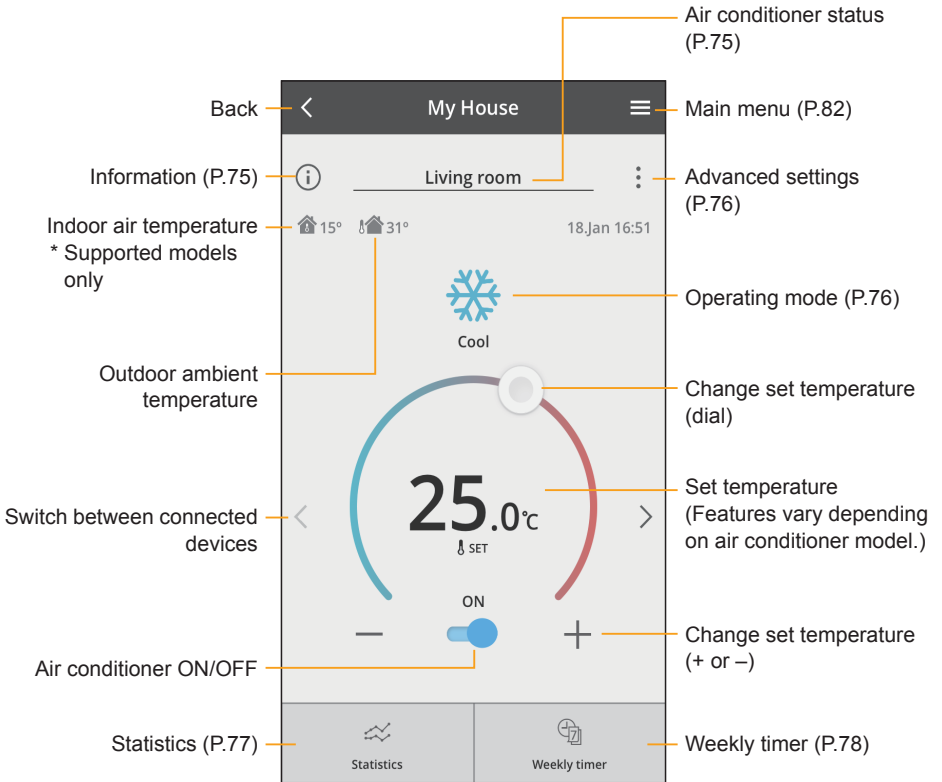 Air conditioner status
(P.75)
Back
My House
Main menu (P.82)
Information (P.75)
Living room
Advanced settings
(P.76)
Indoor air temperature
* Supported models
only
15°
31°
18.Jan 16:51
Operating mode (P.76)
Cool
Outdoor ambient
temperature
Change set temperature
(dial)
Set temperature
(Features vary depending
on air conditioner model.)
25.0°c
SET
Switch between connected
devices
ON
Change set temperature
(+ or –)
Air conditioner ON/OFF
Statistics (P.77)
7
Statistics
Weekly timer
Weekly timer (P.78)